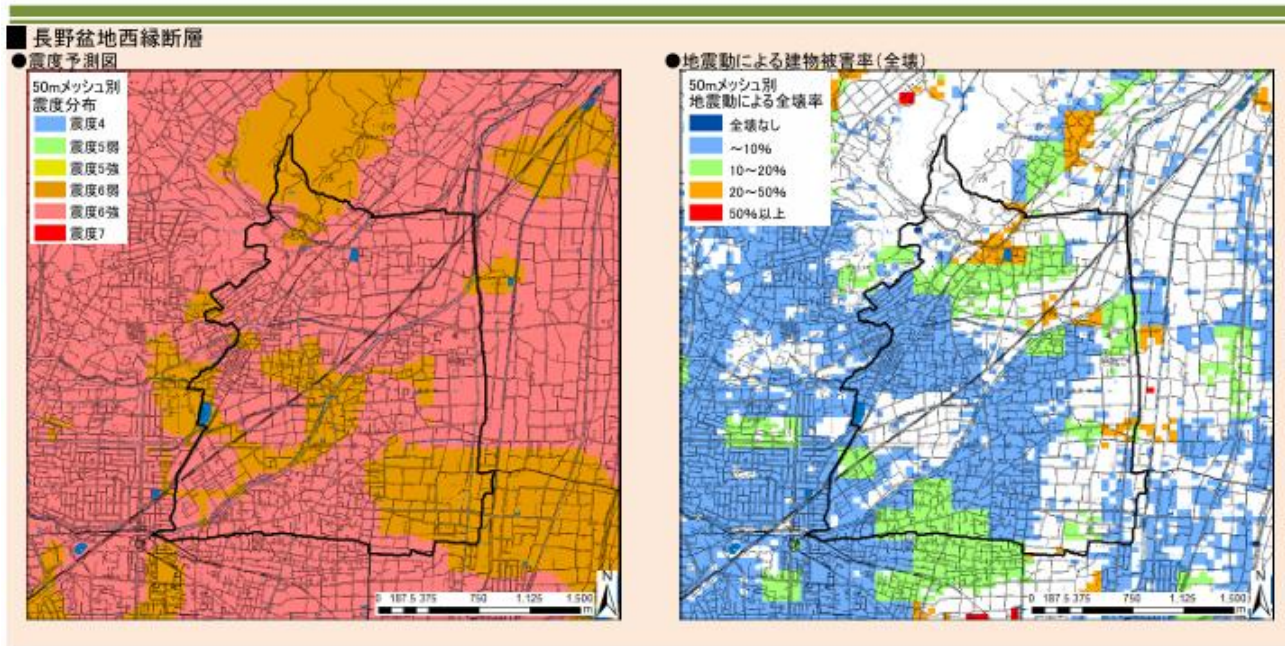 ■ 長野盆地西縁断層
●震度予測図
50mメッシュ別
震度分布
震度4
震度5弱
震度5強
震度6弱
震度6強
震度7
N
0 187.5 375 750 1,125 1,500
m
●地震動による建物被害率(全壊)
50mメッシュ別
地震動による全壊率
全壊なし
~10%
10~20%
20~50%
50%以上
N
0 187.5 375 750 1,125 1,500
m